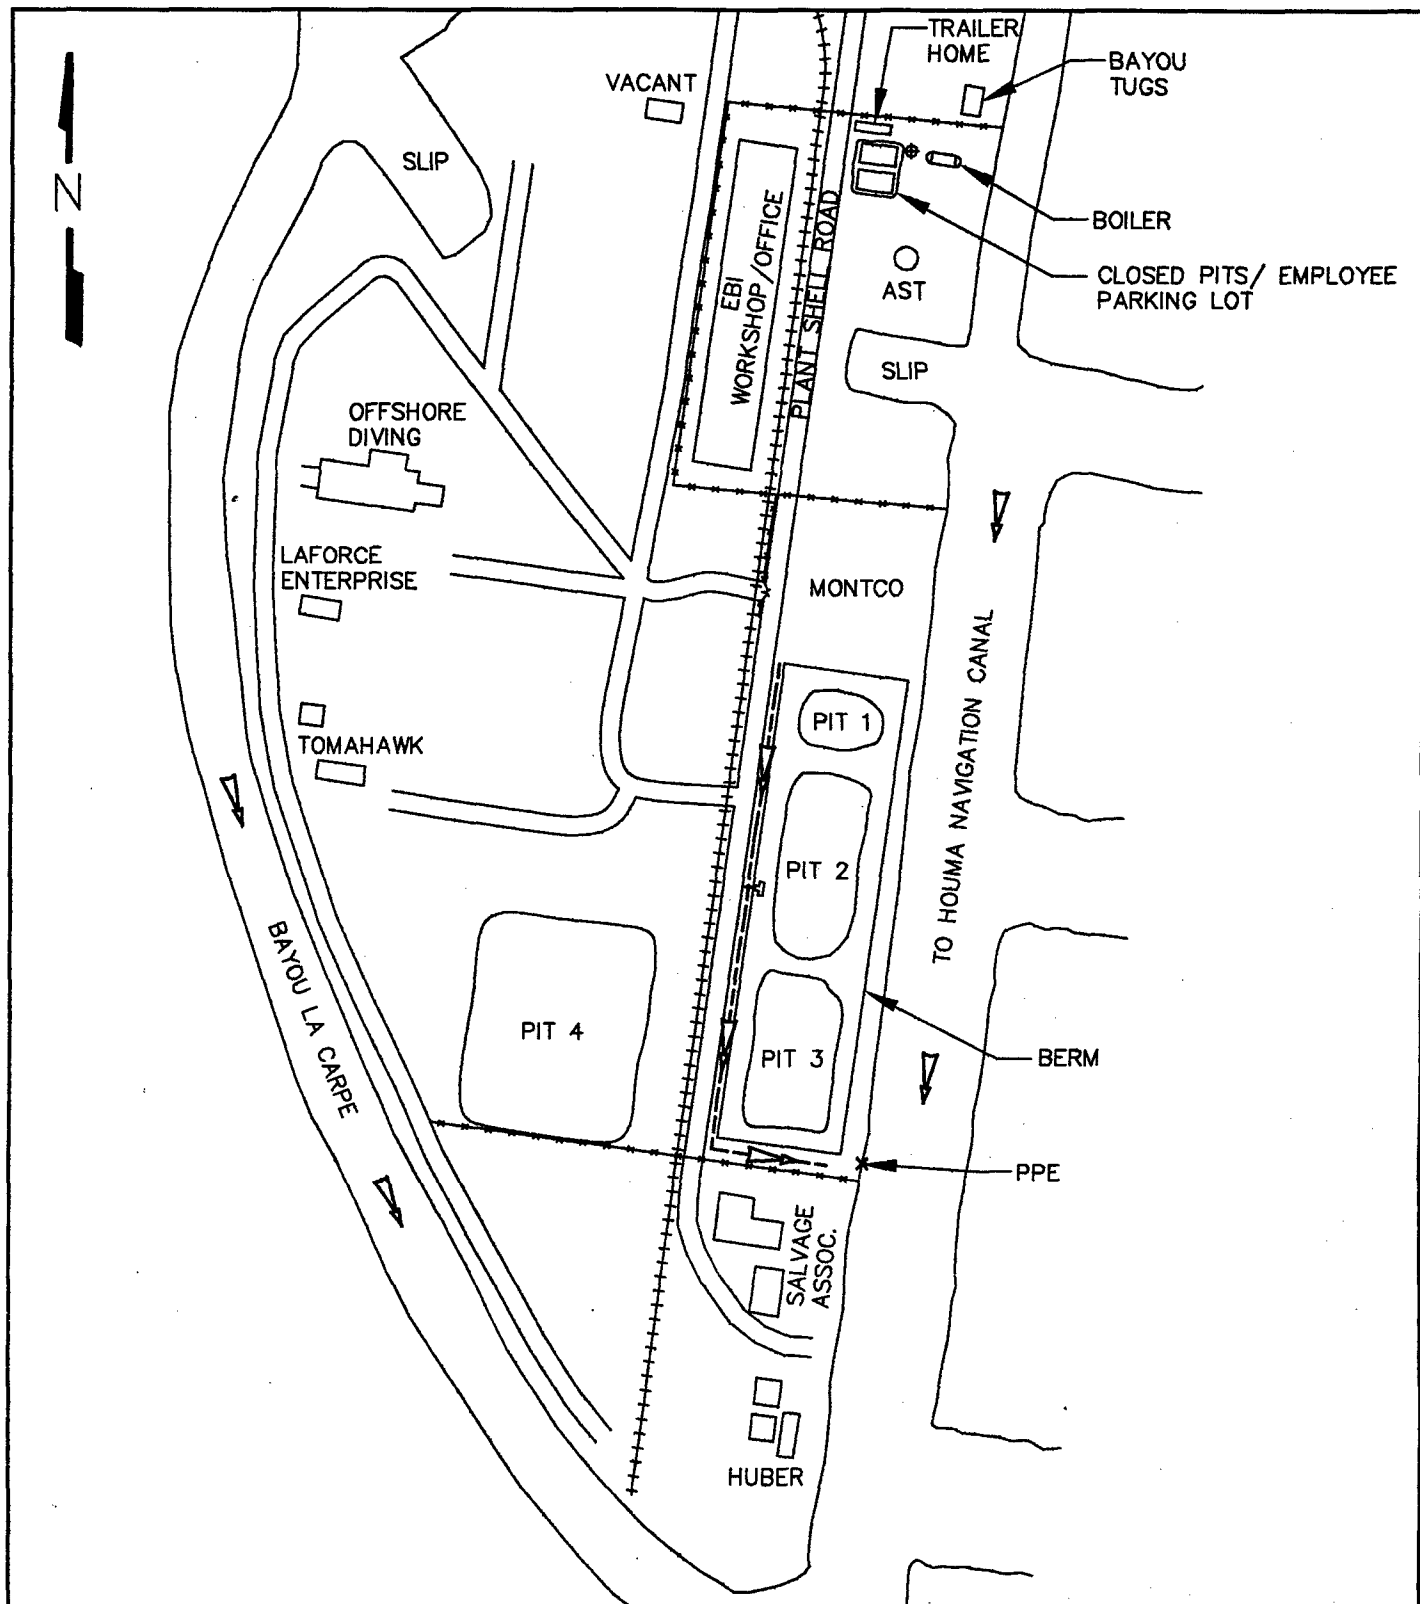 TRAILER
HOME
BAYOU
TUGS
VACANT
N
SLIP
BOILER
CLOSED PITS/ EMPLOYEE
PARKING LOT
EBI
WORKSHOP/OFFICE
PLANT SHELL ROAD
AST
SLIP
OFFSHORE
DIVING
LAFORCE
ENTERPRISE
MONTCO
TO HOUMA NAVIGATION CANAL
PIT 1
TOMAHAWK
PIT 2
BAYOU LA CARPE
PIT 4
PIT 3
BERM
PPE
SALVAGE
ASSOC.
HUBER